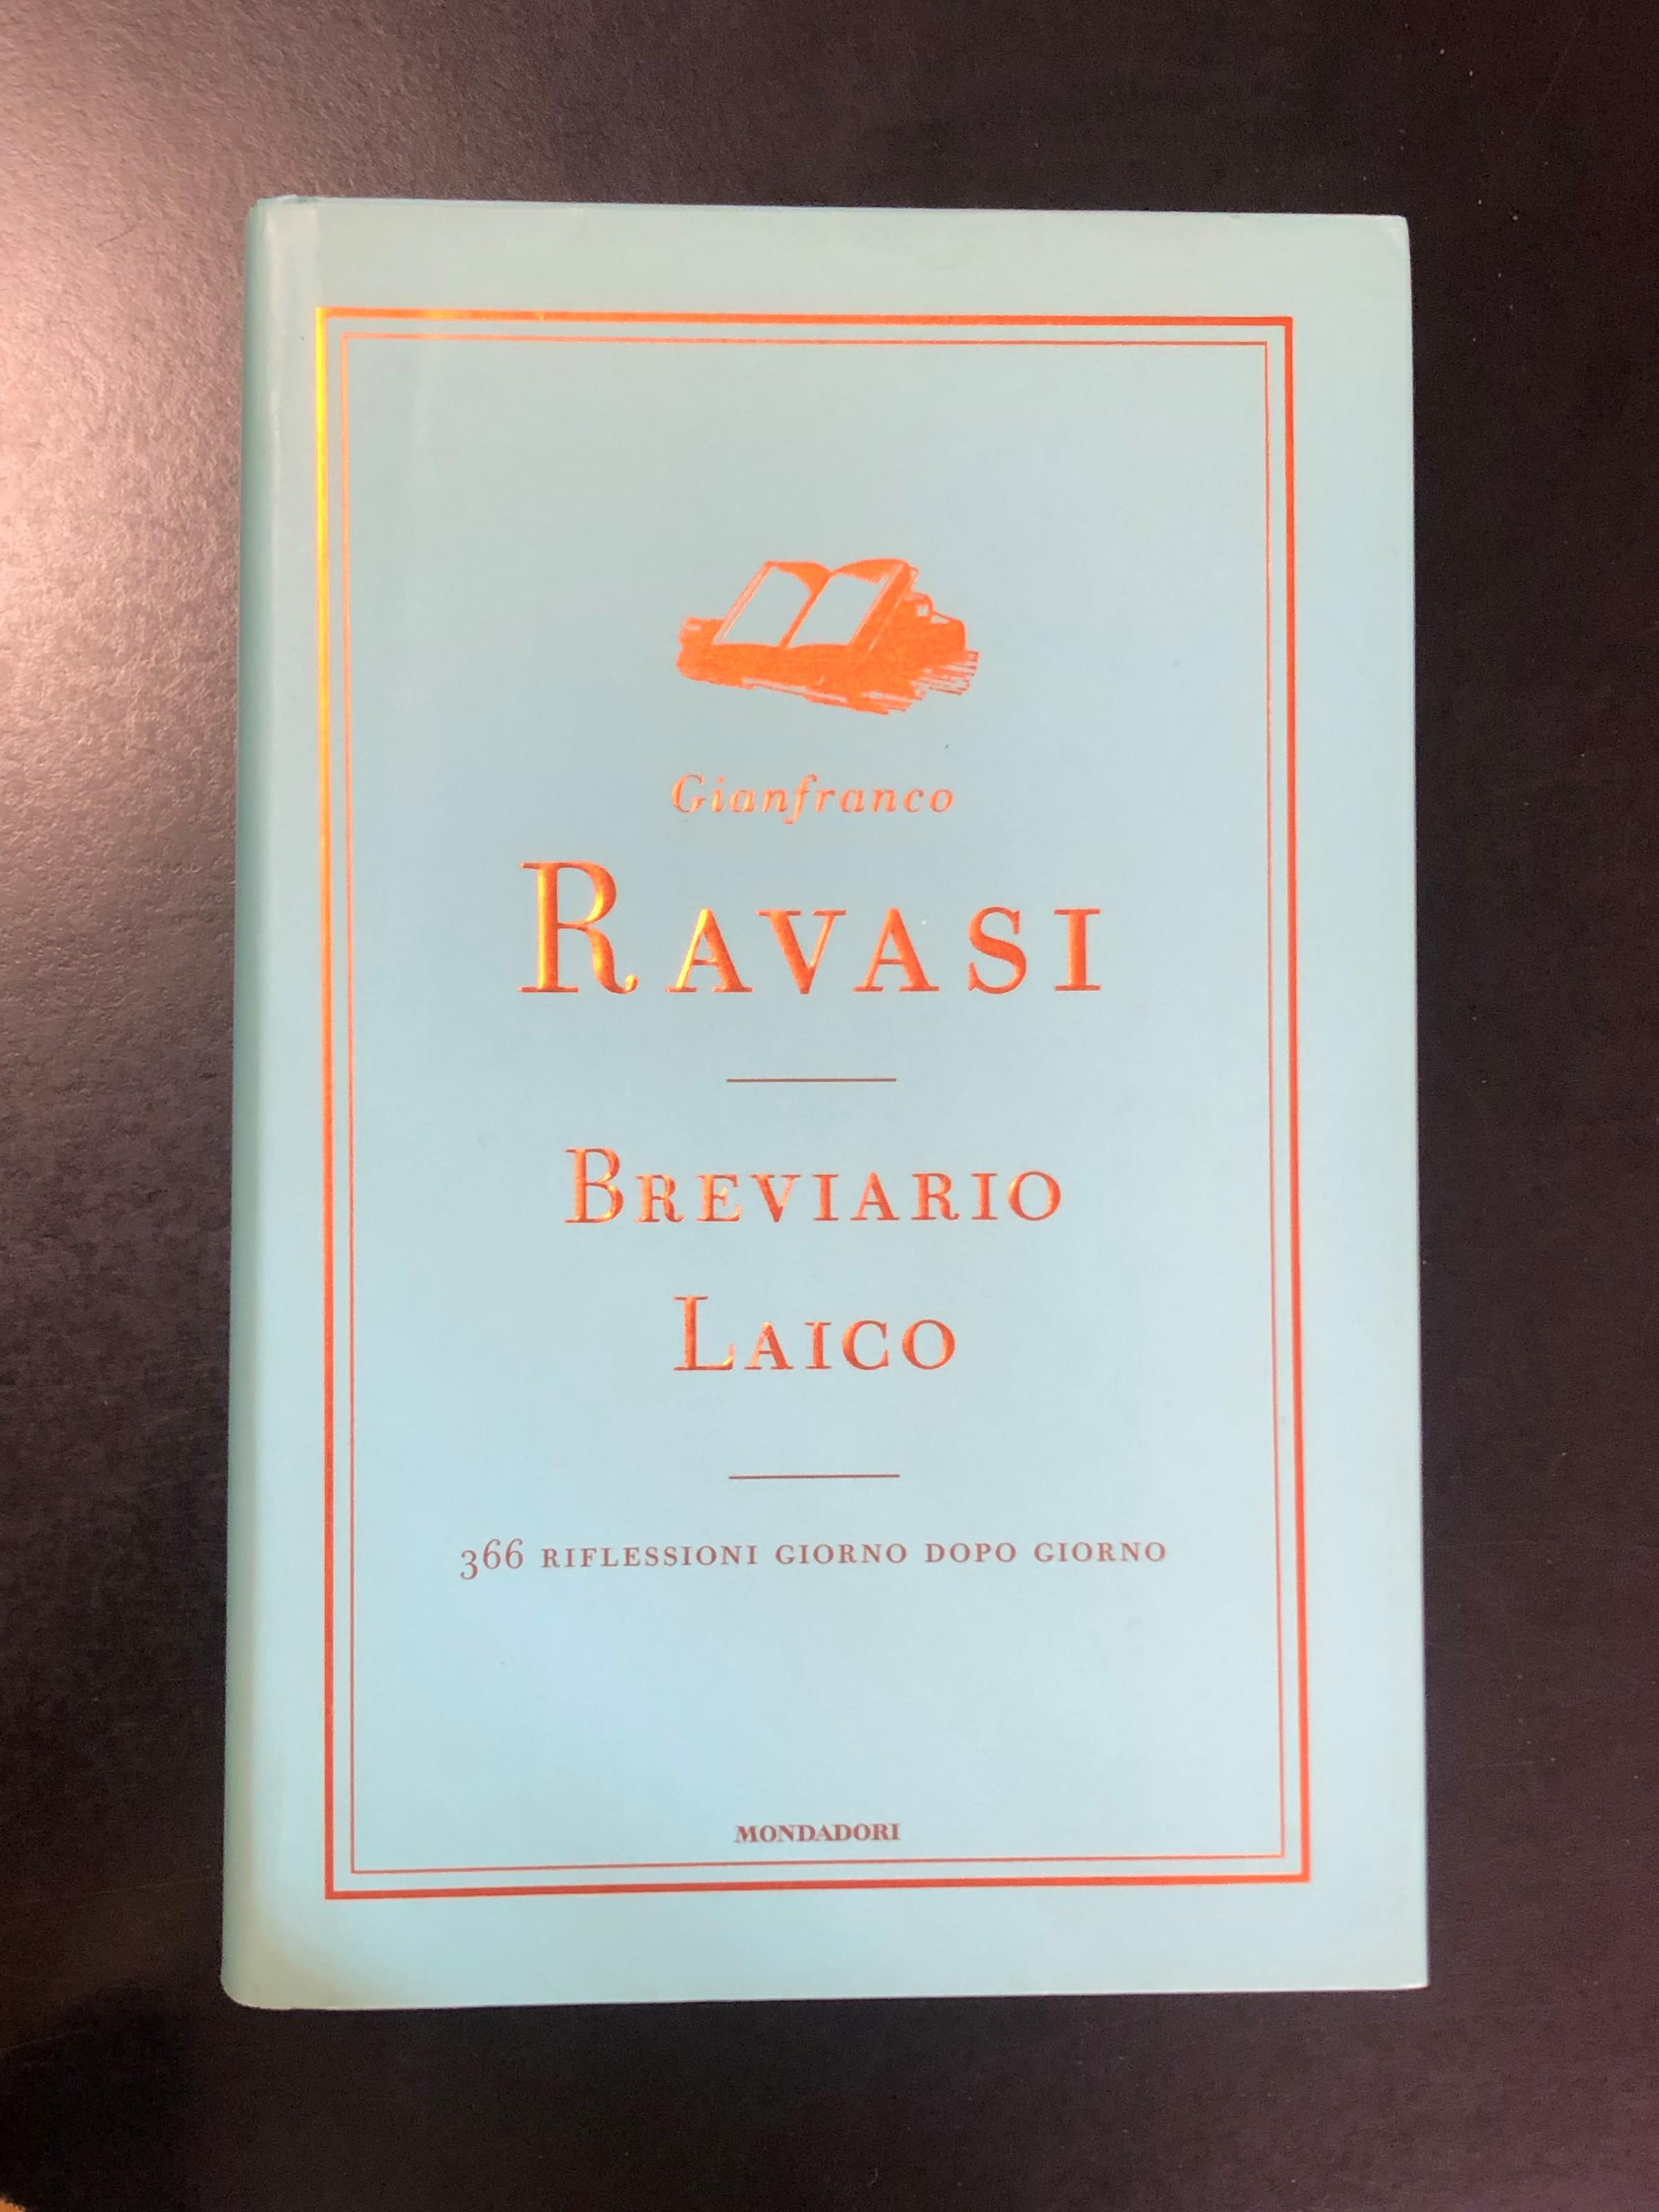 Gianfranco
RAVASI
BREVIARIO
LAICO
366 RIFLESSIONI GIORNO DOPO GIORNO
MONDADORI